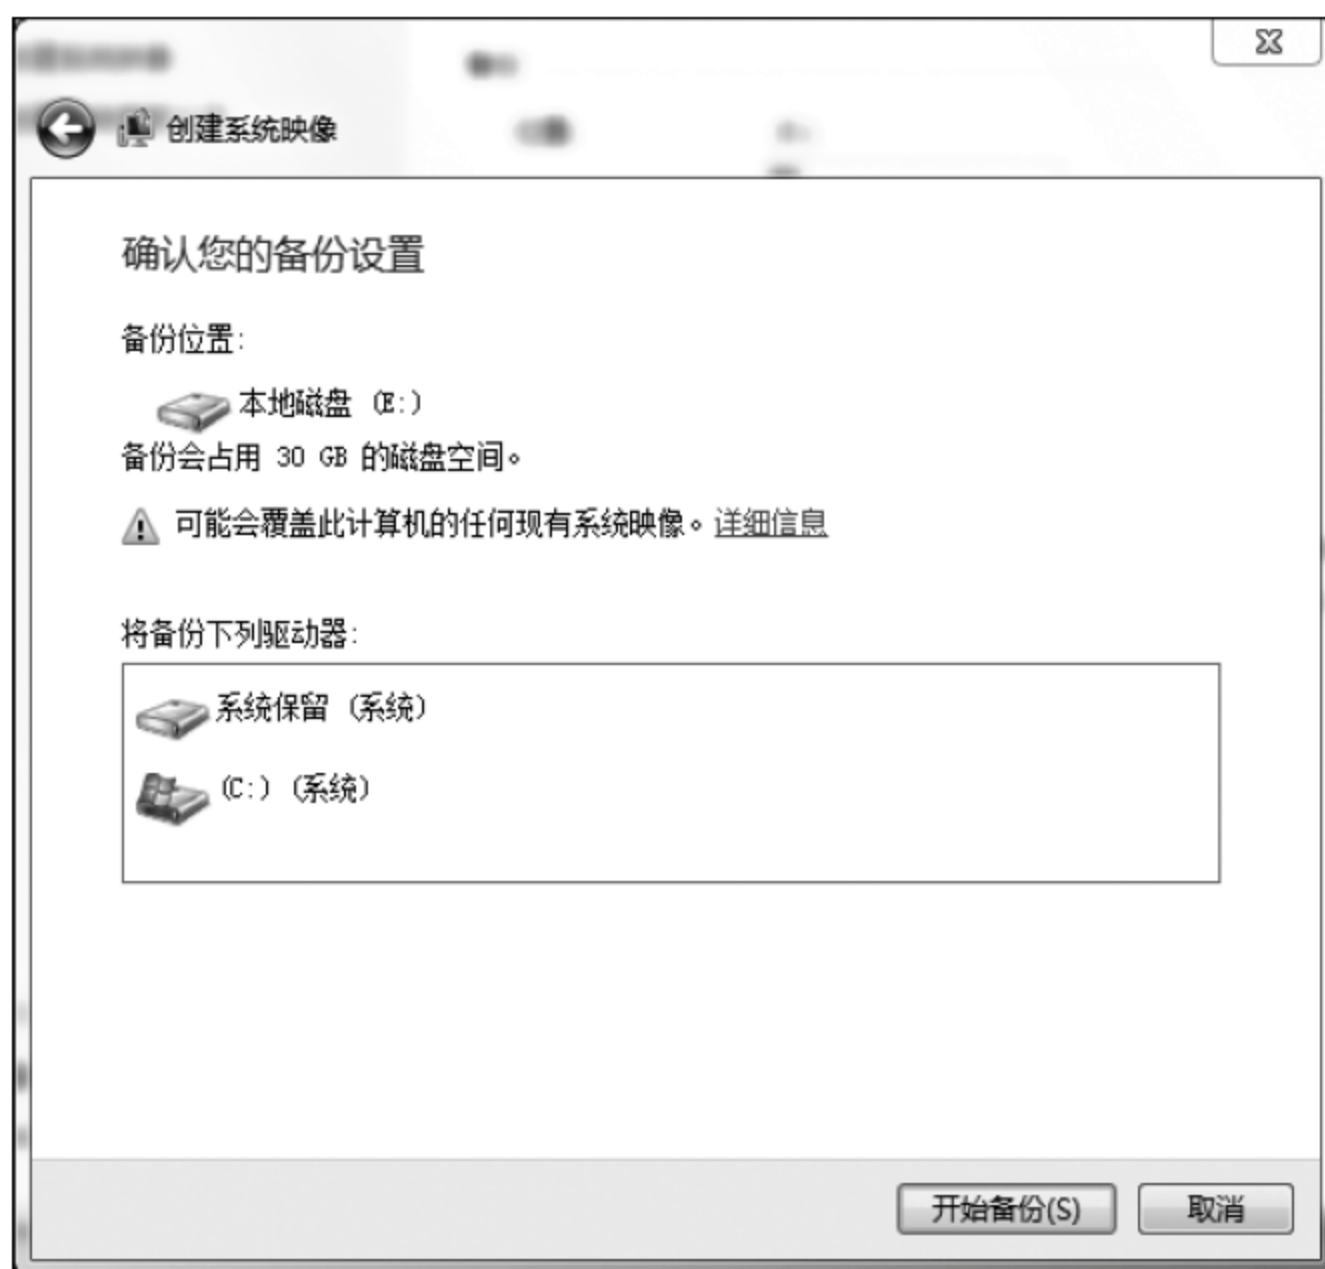 创建系统映像
确认您的备份设置
备份位置:
本地磁盘 (E:)
备份会占用 30 GB 的磁盘空间。
可能会覆盖此计算机的任何现有系统映像。详细信息
将备份下列驱动器:
系统保留 (系统)
(C:) (系统)
开始备份(S) 取消